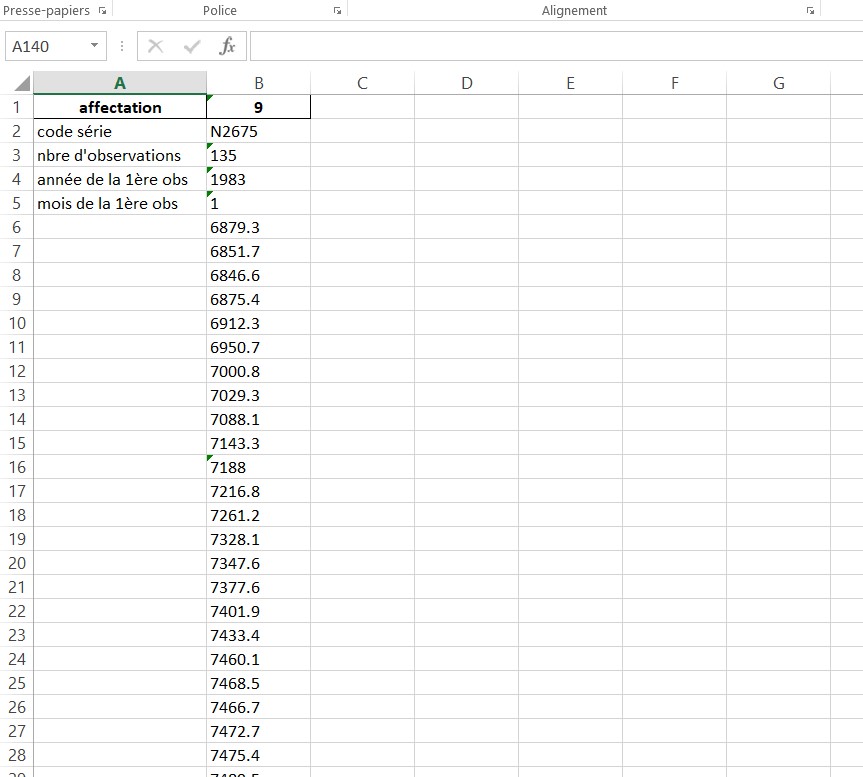 Presse-papiers Police Alignement
A140 fx
A B C D E F G
1 affectation 9
2 code série N2675
3 nbre d'observations 135
4 année de la 1ère obs 1983
5 mois de la 1ère obs 1
6 6879.3
7 6851.7
8 6846.6
9 6875.4
10 6912.3
11 6950.7
12 7000.8
13 7029.3
14 7088.1
15 7143.3
16 7188
17 7216.8
18 7261.2
19 7328.1
20 7347.6
21 7377.6
22 7401.9
23 7433.4
24 7460.1
25 7468.5
26 7466.7
27 7472.7
28 7475.4